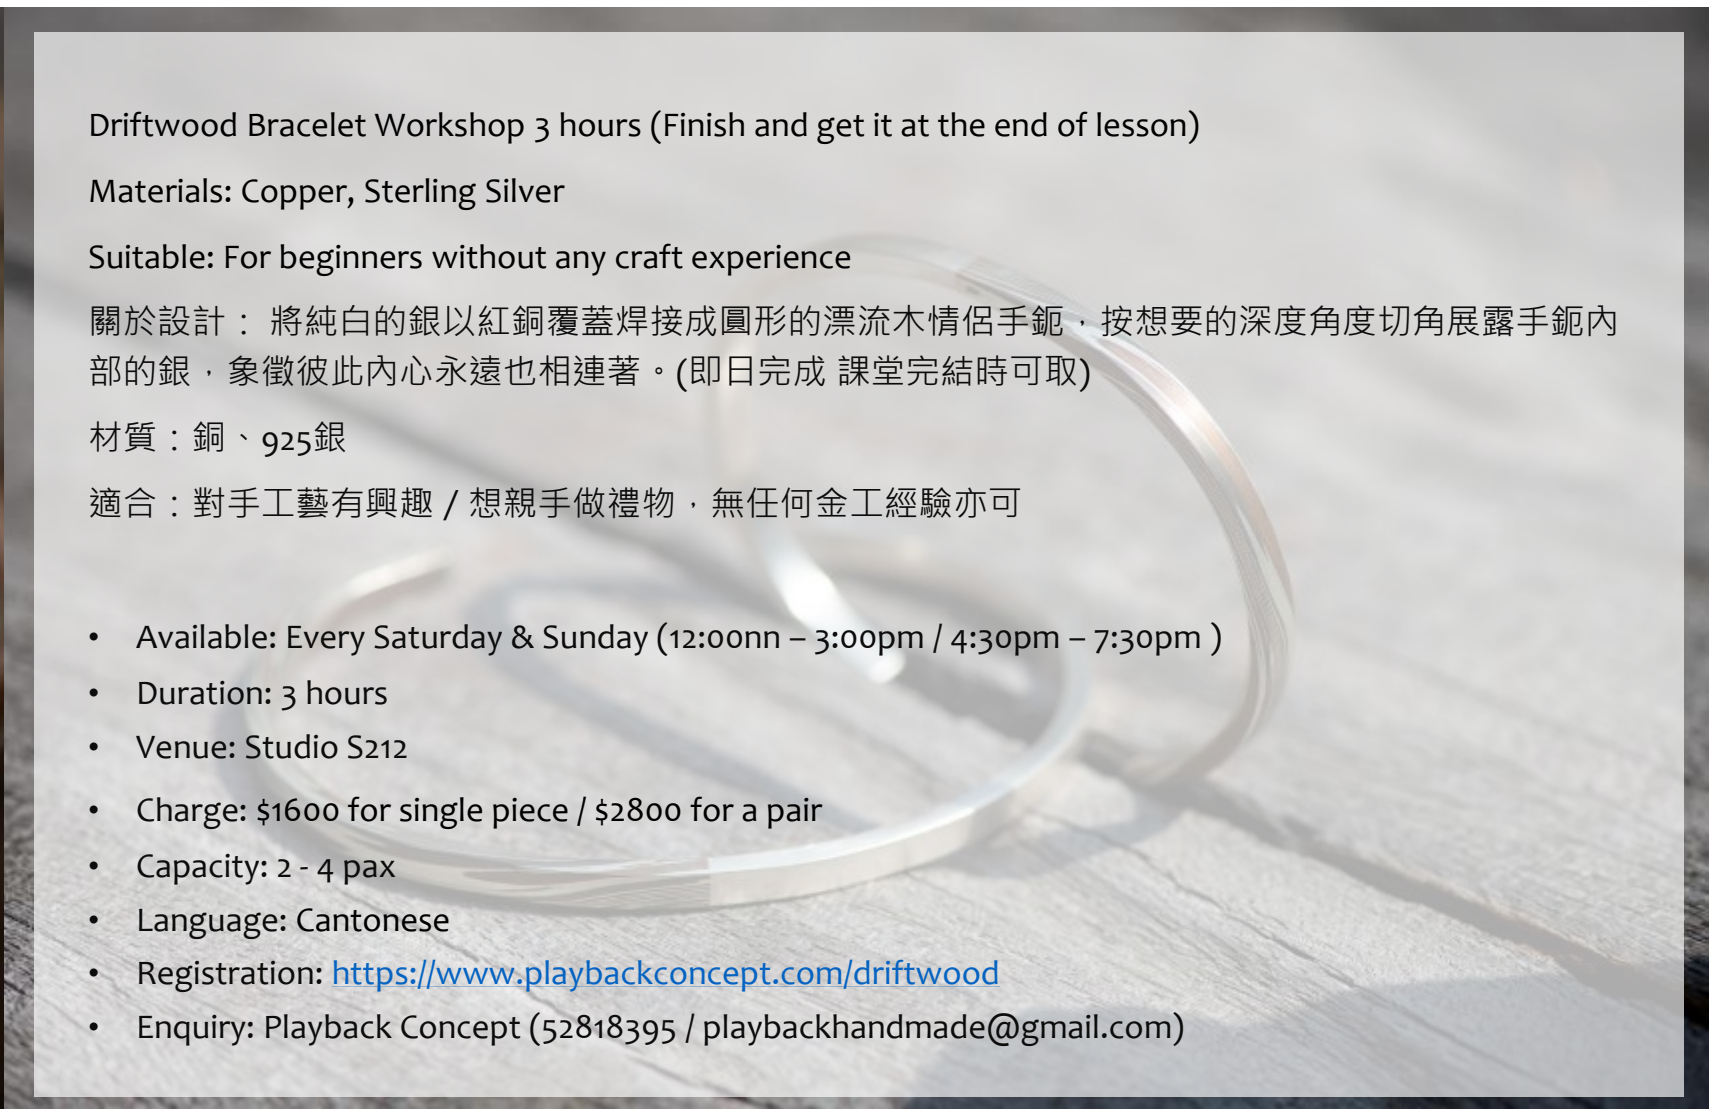 Driftwood Bracelet Workshop 3 hours (Finish and get it at the end of lesson)
Materials: Copper, Sterling Silver
Suitable: For beginners without any craft experience
關於設計： 將純白的銀以紅銅覆蓋焊接成圓形的漂流木情侶手鈪，按想要的深度角度切角展露手鈪內
部的銀，象徵彼此內心永遠也相連著。(即日完成 課堂完結時可取)
材質：銅、925銀
適合：對手工藝有興趣 / 想親手做禮物，無任何金工經驗亦可
• Available: Every Saturday & Sunday (12:00nn – 3:00pm / 4:30pm – 7:30pm )
• Duration: 3 hours
• Venue: Studio S212
• Charge: $1600 for single piece / $2800 for a pair
• Capacity: 2 - 4 pax
• Language: Cantonese
• Registration: https://www.playbackconcept.com/driftwood
• Enquiry: Playback Concept (52818395 / playbackhandmade@gmail.com)